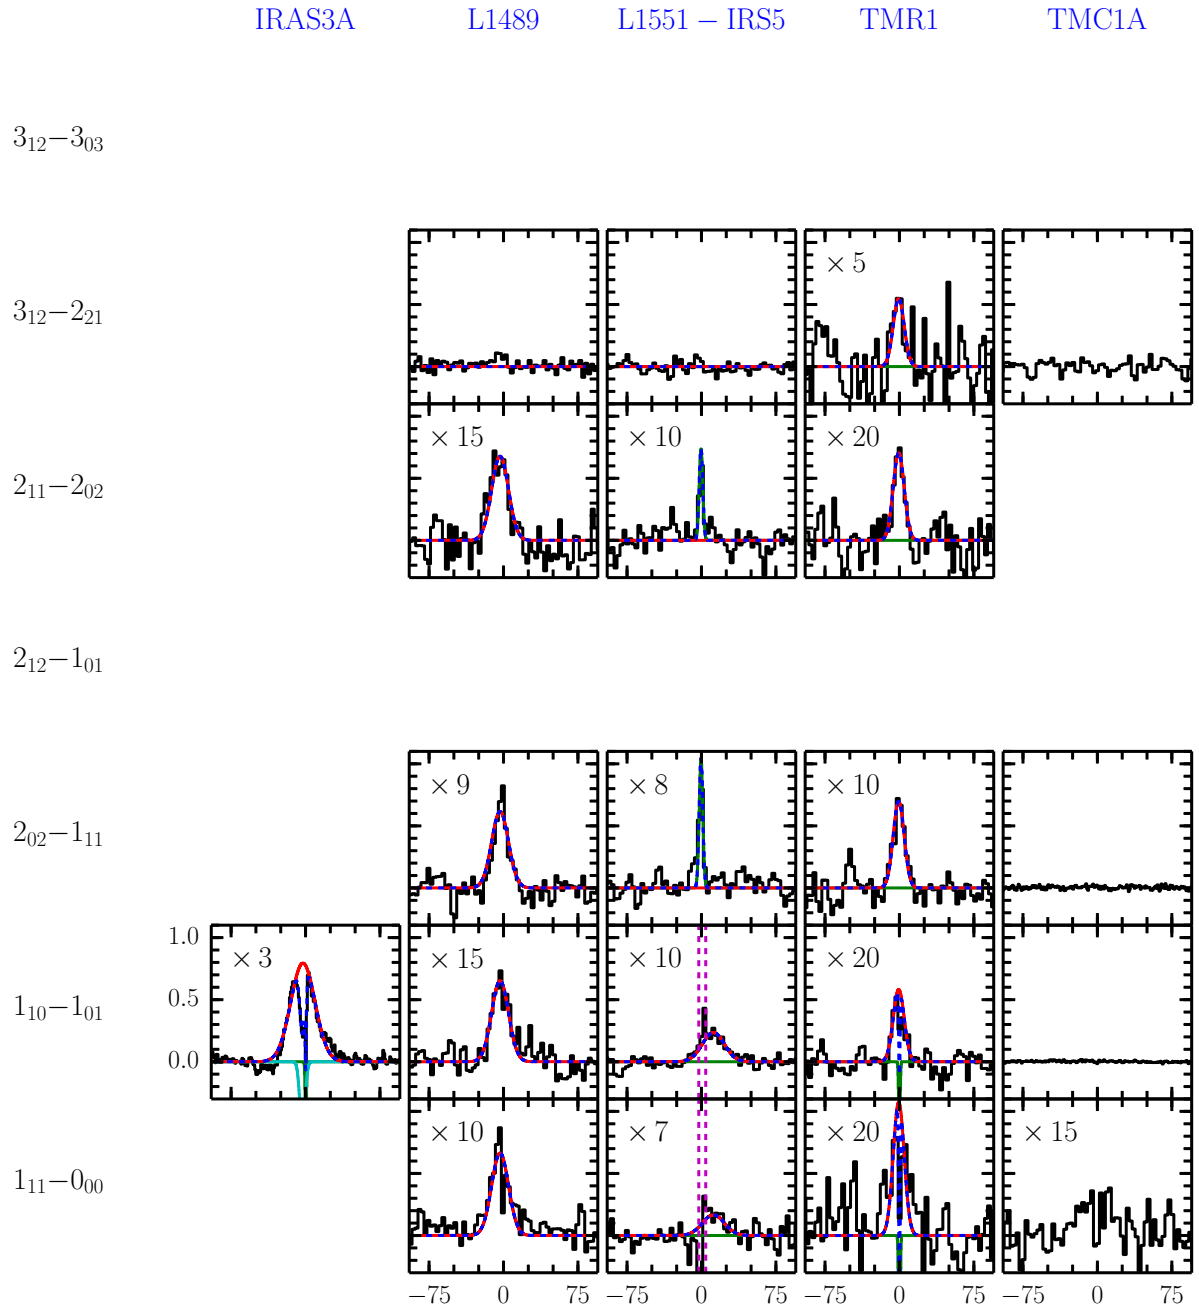 IRAS3A L1489 L1551 – IRS5 TMR1 TMC1A
3₁₂−3₀₃
3₁₂−2₂₁
× 5
2₁₁−2₀₂
× 15 × 10 × 20
2₁₂−1₀₁
2₀₂−1₁₁
× 9 × 8 × 10
1₁₀−1₀₁
1.0
0.5
0.0
× 3 × 15 × 10 × 20
1₁₁−0₀₀
× 10 × 7 × 20 × 15
−75 0 75 −75 0 75 −75 0 75 −75 0 75